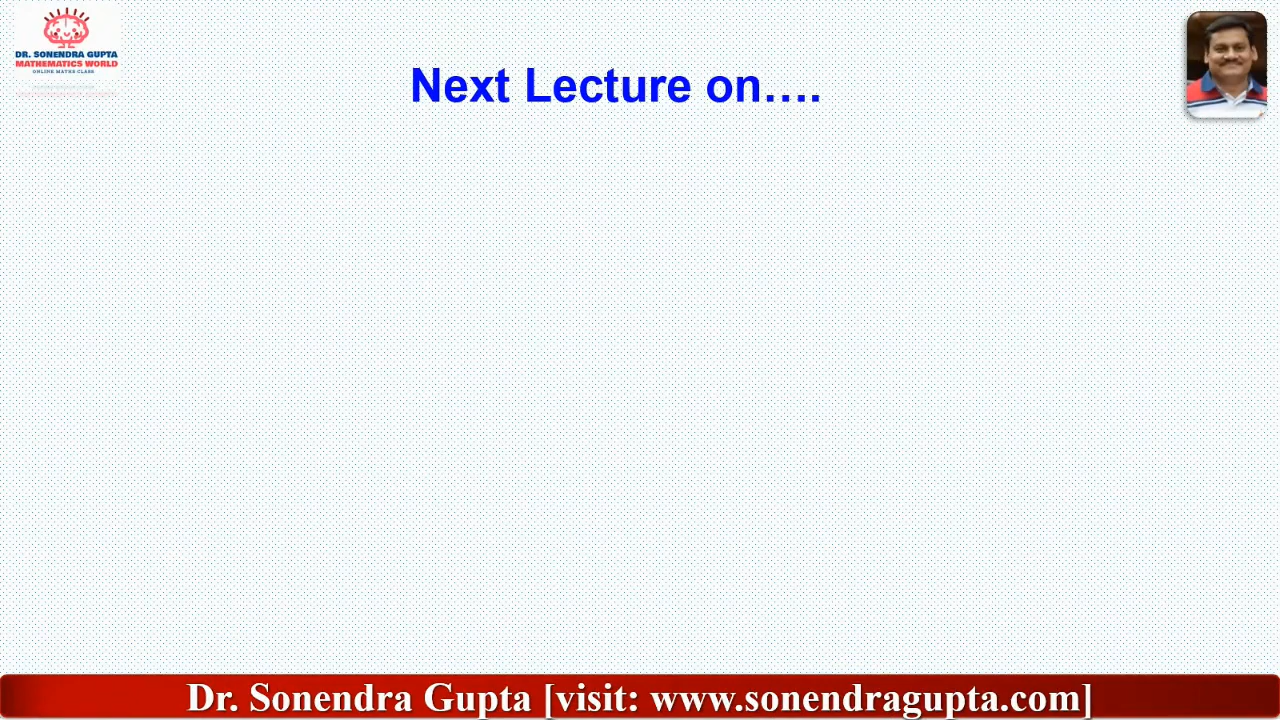 DR. SONENDRA GUPTA
MATHEMATICS WORLD
ONLINE MATHS CLASS
Next Lecture on….
Dr. Sonendra Gupta [visit: www.sonendragupta.com]